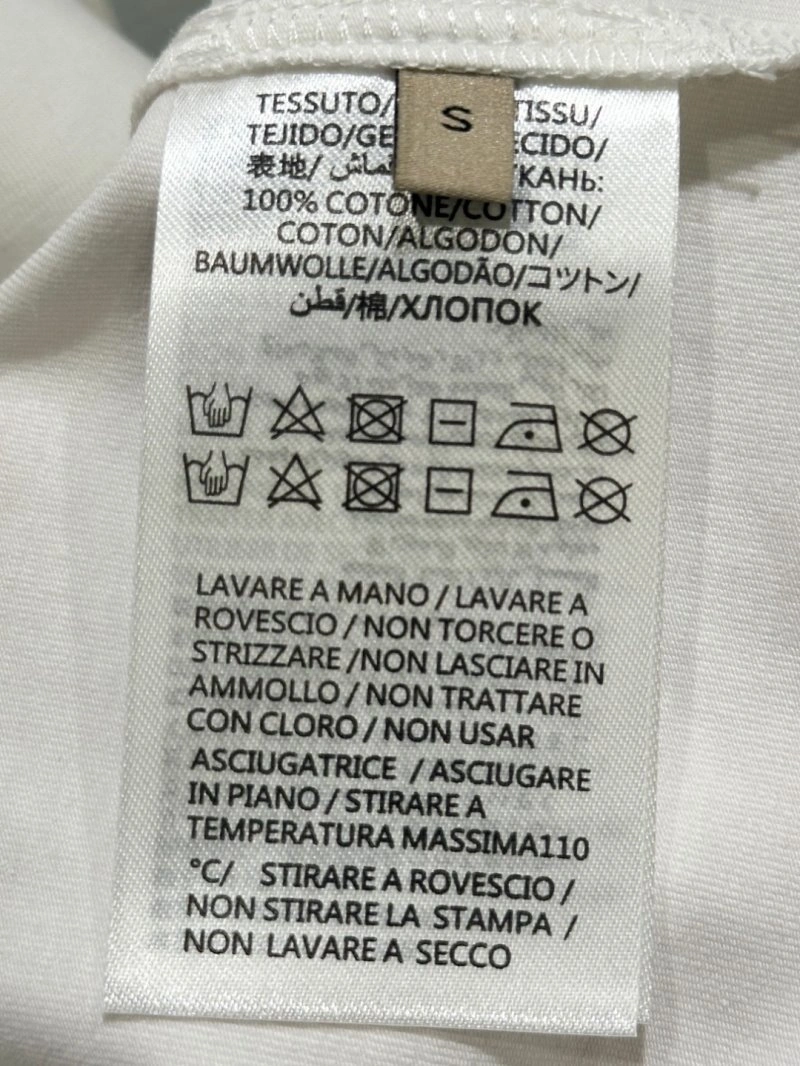 S
TESSUTO/ TISSU/
TEJIDO/GE ECIDO/
表地/ قماش КАНЬ:
100% COTONE/COTTON/
COTON/ALGODON/
BAUMWOLLE/ALGODÃO/コットン/
قطن/棉/ХЛОПОК
LAVARE A MANO / LAVARE A
ROVESCIO / NON TORCERE O
STRIZZARE /NON LASCIARE IN
AMMOLLO / NON TRATTARE
CON CLORO / NON USAR
ASCIUGATRICE / ASCIUGARE
IN PIANO / STIRARE A
TEMPERATURA MASSIMA110
°C/ STIRARE A ROVESCIO /
NON STIRARE LA STAMPA /
NON LAVARE A SECCO